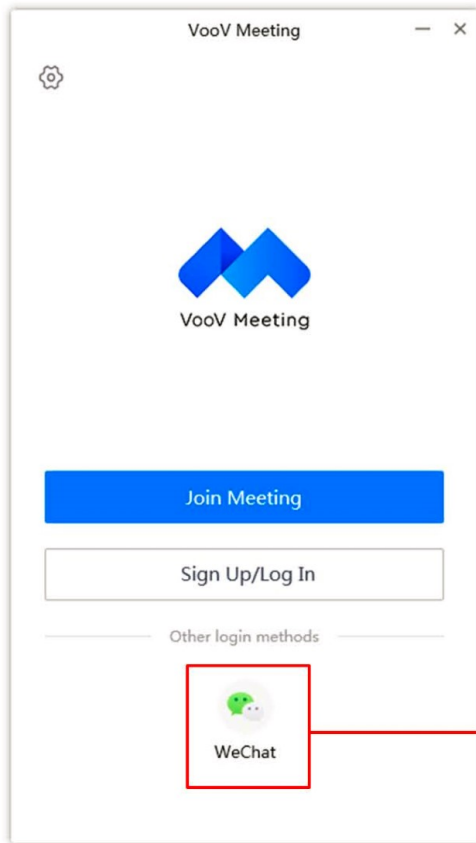 VooV Meeting
VooV Meeting
Join Meeting
Sign Up/Log In
Other login methods
WeChat